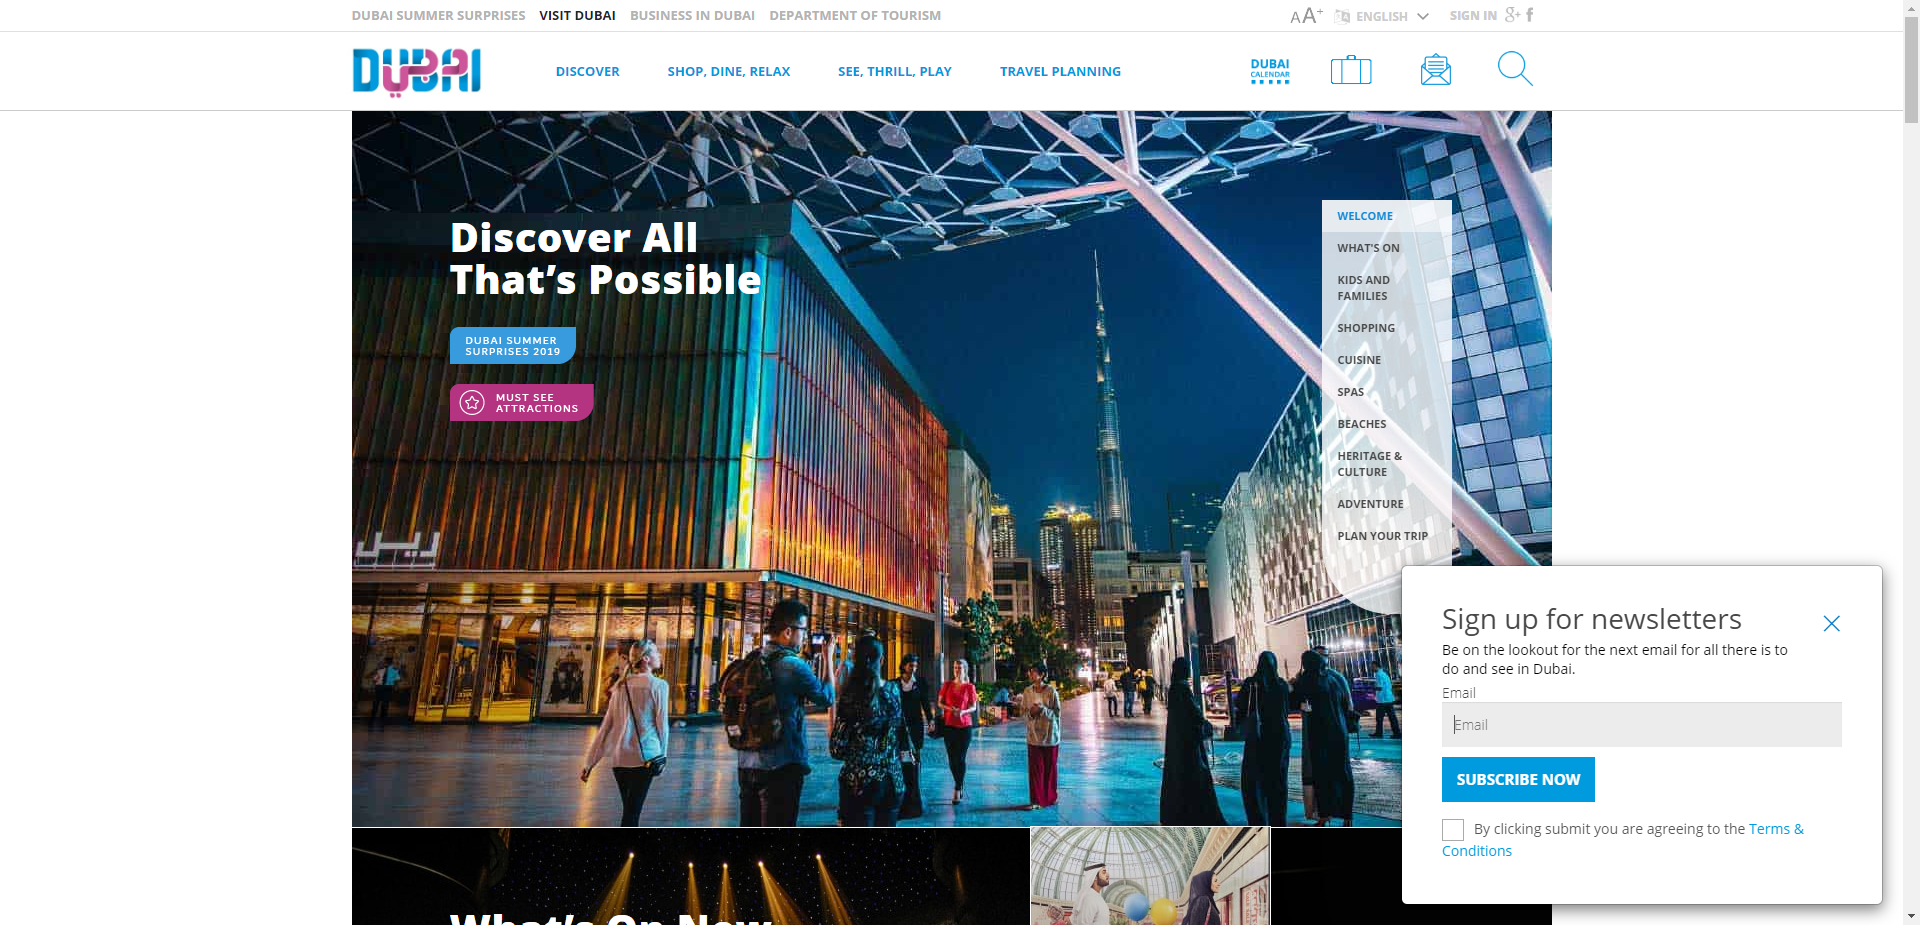 DUBAI SUMMER SURPRISES VISIT DUBAI BUSINESS IN DUBAI DEPARTMENT OF TOURISM
AA+ ENGLISH SIGN IN g+ f
DUBAI
DISCOVER SHOP, DINE, RELAX SEE, THRILL, PLAY TRAVEL PLANNING
DUBAI
CALENDAR
Discover All
That’s Possible
DUBAI SUMMER
SURPRISES 2019
MUST SEE
ATTRACTIONS
WELCOME
WHAT'S ON
KIDS AND
FAMILIES
SHOPPING
CUISINE
SPAS
BEACHES
HERITAGE &
CULTURE
ADVENTURE
PLAN YOUR TRIP
ريل
Sign up for newsletters
Be on the lookout for the next email for all there is to
do and see in Dubai.
Email
Email
SUBSCRIBE NOW
By clicking submit you are agreeing to the Terms &
Conditions
What’s On Now